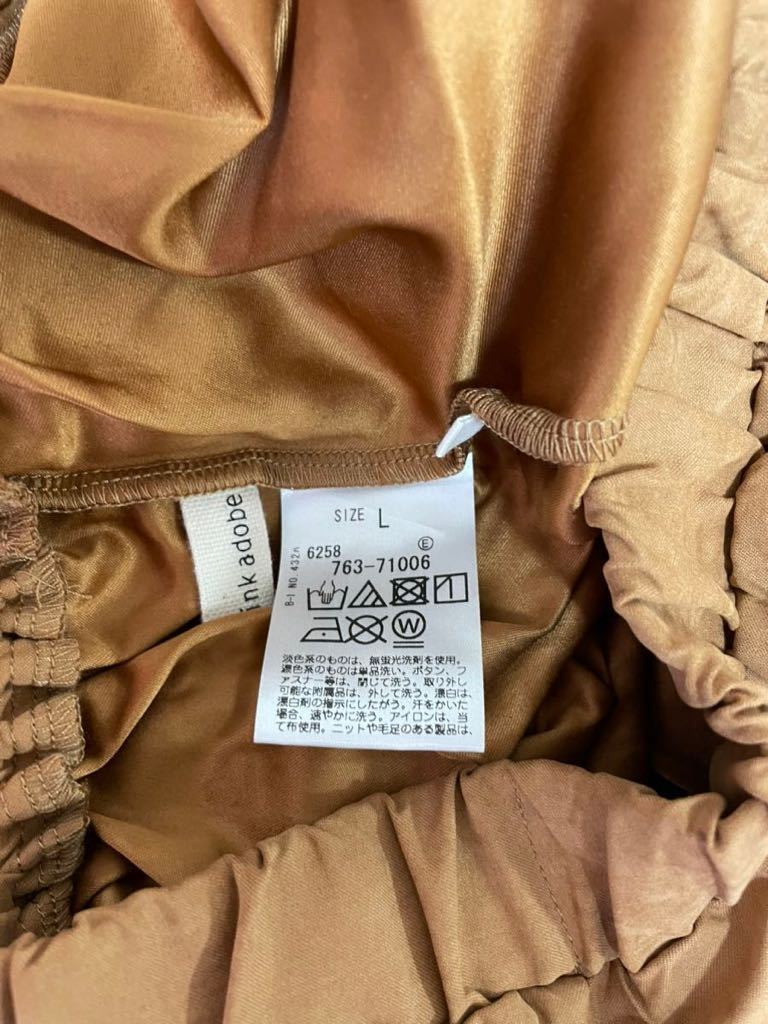 SIZE L
B-I NO.432n
6258
E
763-71006
W
淡色系のものは、無蛍光洗剤を使用。
濃色系のものは単品洗い。ボタン、フ
ァスナー等は、閉じて洗う。取り外し
可能な附属品は、外して洗う。漂白は、
漂白剤の指示にしたがう。汗をかいた
場合、速やかに洗う。アイロンは、当
て布使用。ニットや毛足のある製品は、
ink adobe